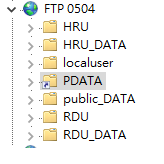 FTP 0504
HRU
HRU_DATA
localuser
PDATA
public_DATA
RDU
RDU_DATA